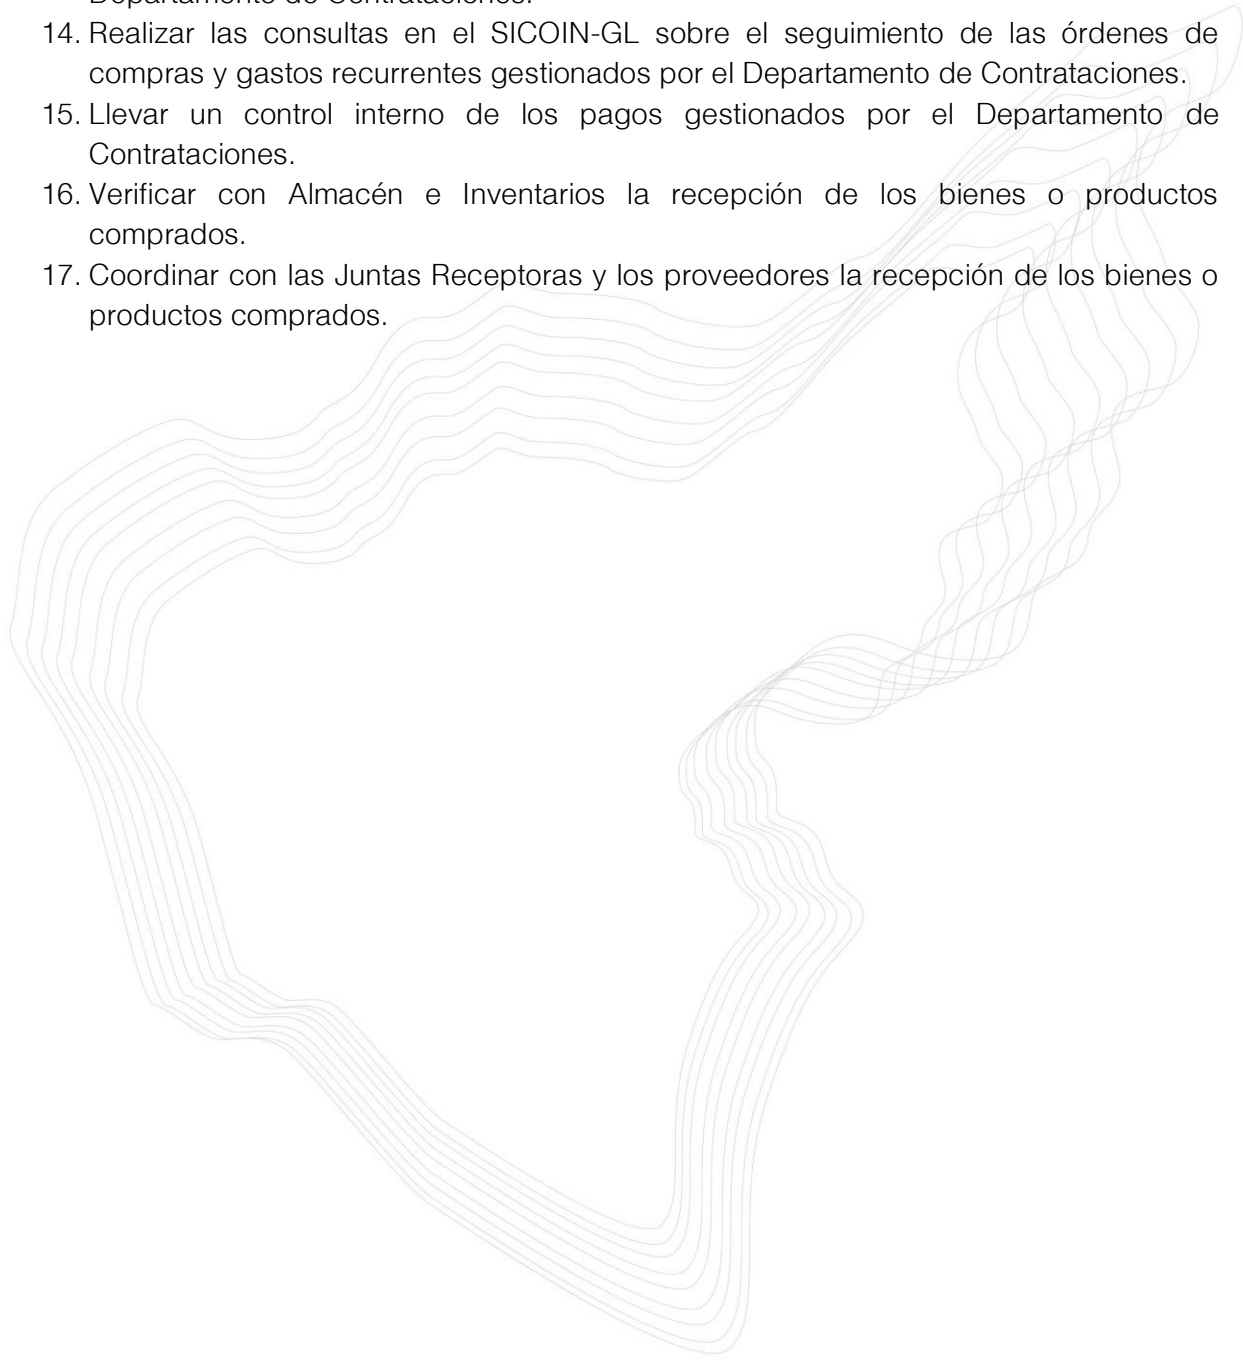 Departamento de Contrataciones.
14. Realizar las consultas en el SICOIN-GL sobre el seguimiento de las órdenes de
compras y gastos recurrentes gestionados por el Departamento de Contrataciones.
15. Llevar un control interno de los pagos gestionados por el Departamento de
Contrataciones.
16. Verificar con Almacén e Inventarios la recepción de los bienes o productos
comprados.
17. Coordinar con las Juntas Receptoras y los proveedores la recepción de los bienes o
productos comprados.